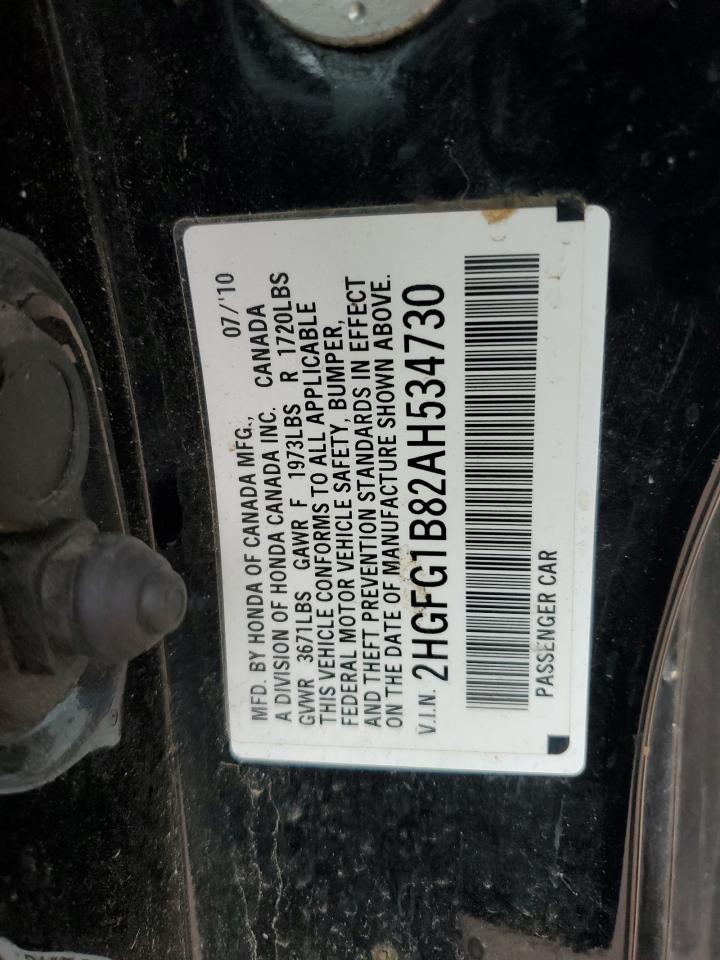 MFD. BY HONDA OF CANADA MFG., 07/'10
A DIVISION OF HONDA CANADA INC. CANADA
GVWR 3671LBS GAWR F 1973LBS R 1720LBS
THIS VEHICLE CONFORMS TO ALL APPLICABLE
FEDERAL MOTOR VEHICLE SAFETY, BUMPER,
AND THEFT PREVENTION STANDARDS IN EFFECT
ON THE DATE OF MANUFACTURE SHOWN ABOVE.
V.I.N. 2HGFG1B82AH534730
PASSENGER CAR